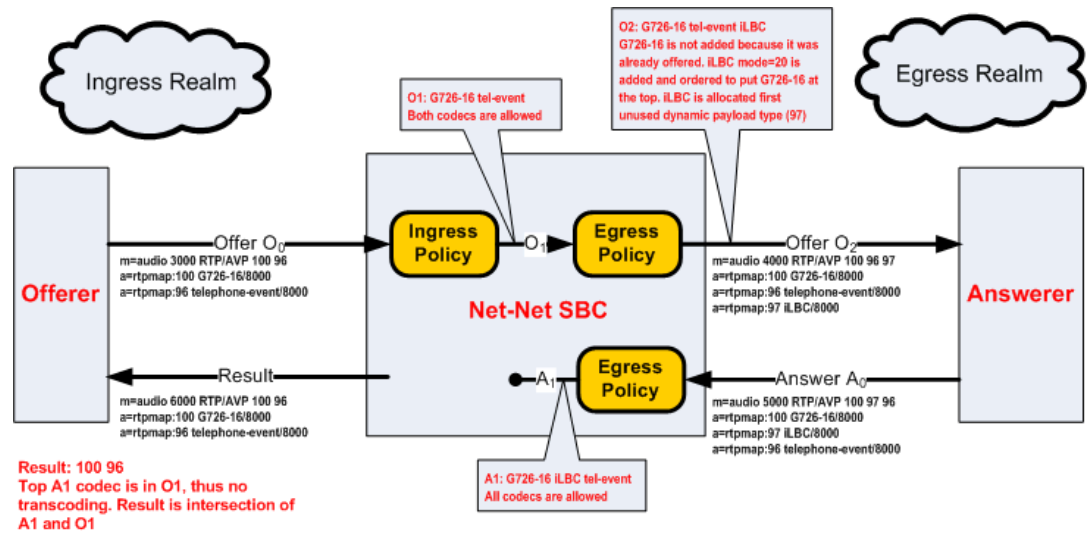 Ingress Realm
Egress Realm
O1: G726-16 tel-event
Both codecs are allowed
O2: G726-16 tel-event iLBC
G726-16 is not added because it was
already offered. iLBC mode=20 is
added and ordered to put G726-16 at
the top. iLBC is allocated first
unused dynamic payload type (97)
Offerer
Offer O0
m=audio 3000 RTP/AVP 100 96
a=rtpmap:100 G726-16/8000
a=rtpmap:96 telephone-event/8000
Ingress
Policy
O1
Egress
Policy
Net-Net SBC
Offer O2
m=audio 4000 RTP/AVP 100 96 97
a=rtpmap:100 G726-16/8000
a=rtpmap:96 telephone-event/8000
a=rtpmap:97 iLBC/8000
Answerer
Result
m=audio 6000 RTP/AVP 100 96
a=rtpmap:100 G726-16/8000
a=rtpmap:96 telephone-event/8000
A1
Egress
Policy
Answer A0
m=audio 5000 RTP/AVP 100 97 96
a=rtpmap:100 G726-16/8000
a=rtpmap:97 iLBC/8000
a=rtpmap:96 telephone-event/8000
Result: 100 96
Top A1 codec is in O1, thus no
transcoding. Result is intersection of
A1 and O1
A1: G726-16 iLBC tel-event
All codecs are allowed